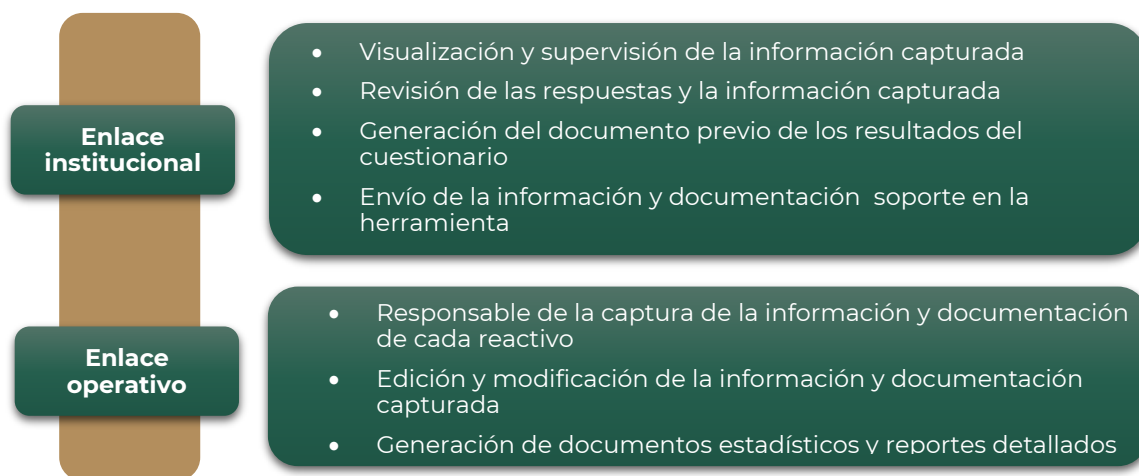 Enlace
institucional
• Visualización y supervisión de la información capturada
• Revisión de las respuestas y la información capturada
• Generación del documento previo de los resultados del
cuestionario
• Envío de la información y documentación  soporte en la
herramienta
Enlace
operativo
• Responsable de la captura de la información y documentación
de cada reactivo
• Edición y modificación de la información y documentación
capturada
• Generación de documentos estadísticos y reportes detallados